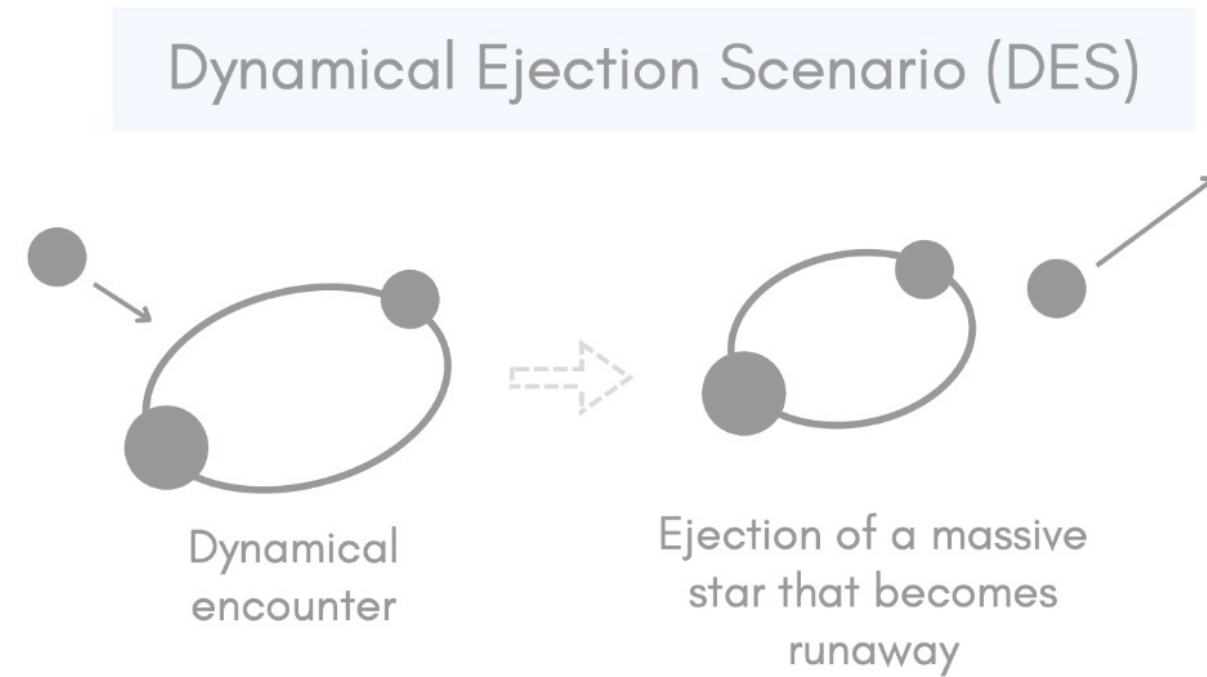 Dynamical Ejection Scenario (DES)
Dynamical
encounter
Ejection of a massive
star that becomes
runaway